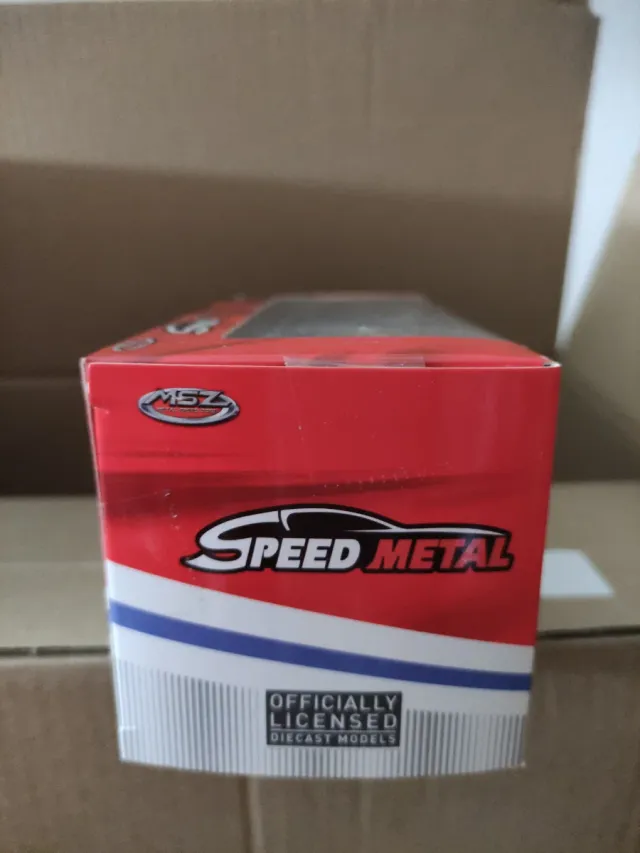 MSZ
SPEED METAL
OFFICIALLY
LICENSED
DIECAST MODELS